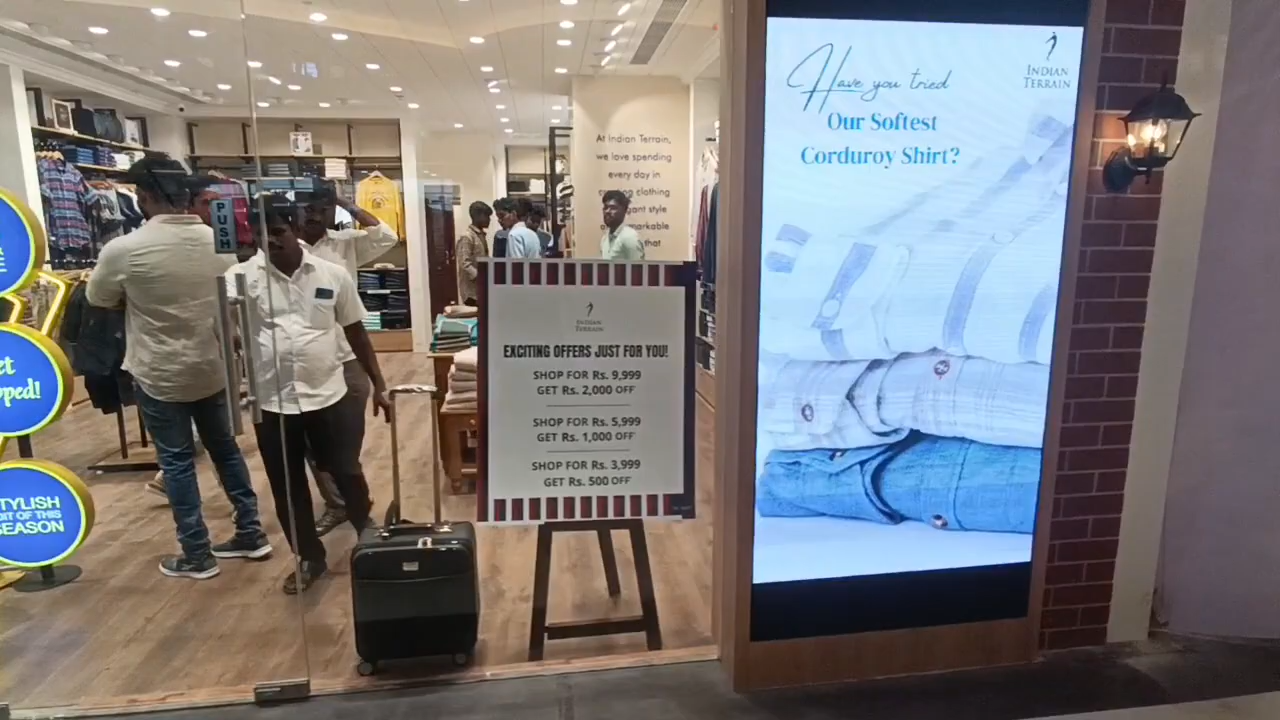 PUSH
et
pped!
TYLISH
OF THIS
SEASON
At Indian Terrain,
we love spending
every day in
clothing
style
that
INDIAN
TERRAIN
EXCITING OFFERS JUST FOR YOU!
SHOP FOR Rs. 9,999
GET Rs. 2,000 OFF
SHOP FOR Rs. 5,999
GET Rs. 1,000 OFF
SHOP FOR Rs. 3,999
GET Rs. 500 OFF
Have you tried
Our Softest
Corduroy Shirt?
INDIAN
TERRAIN